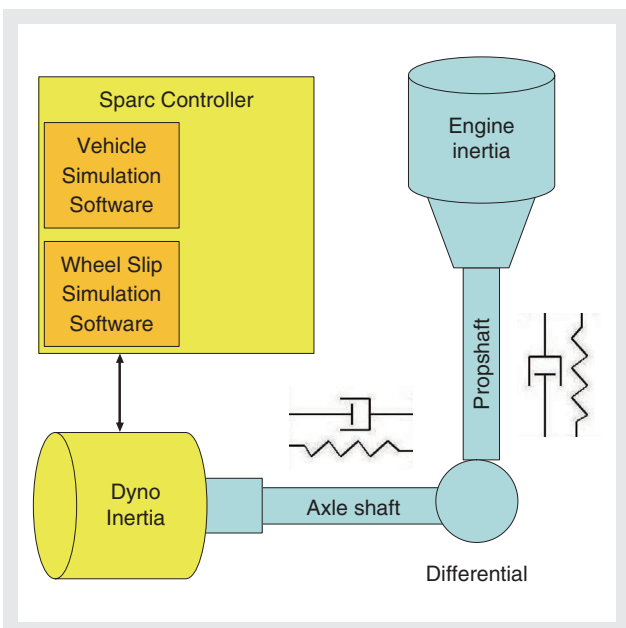 Sparc Controller
Vehicle
Simulation
Software
Wheel Slip
Simulation
Software
Engine
inertia
Propshaft
Dyno
Inertia
Axle shaft
Differential